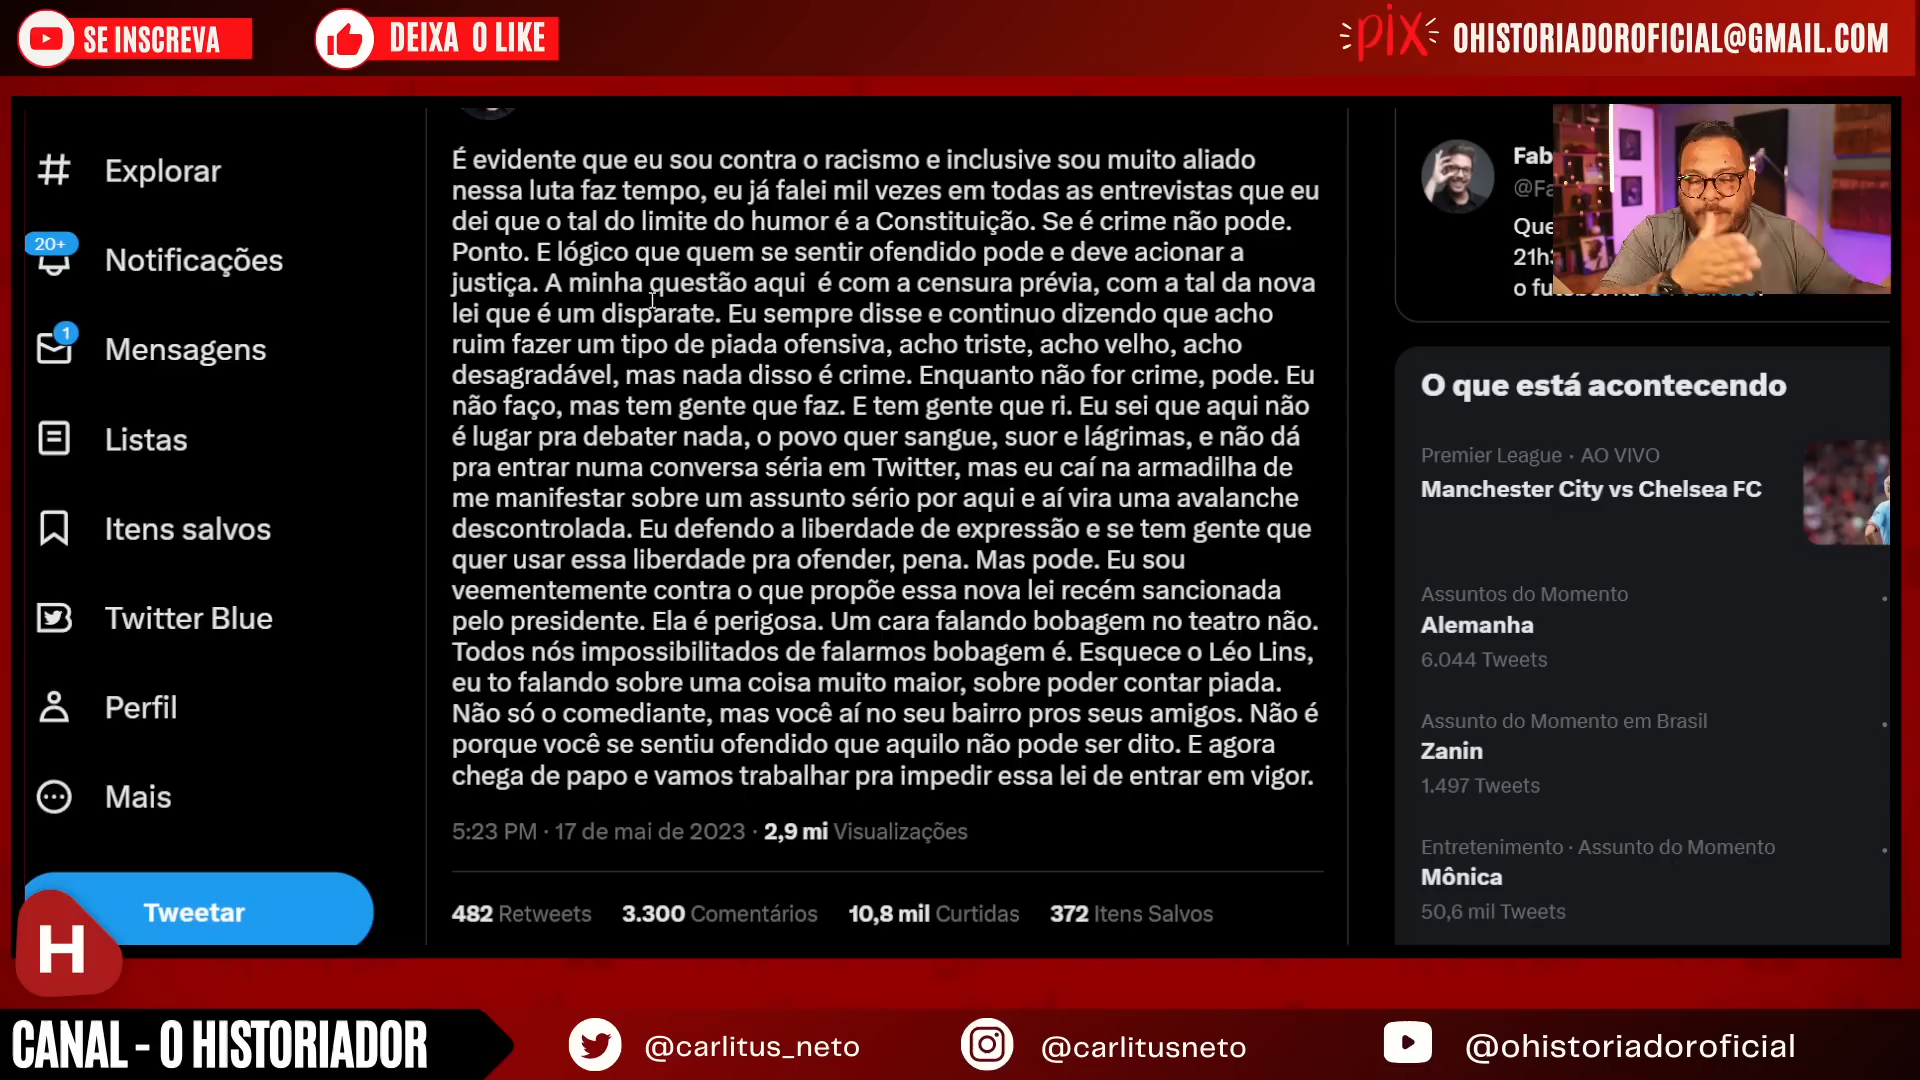 SE INSCREVA
DEIXA O LIKE
pix
OHISTORIADOROFICIAL@GMAIL.COM
Explorar
20+
Notificações
1
Mensagens
Listas
Itens salvos
Twitter Blue
Perfil
Mais
Tweetar
É evidente que eu sou contra o racismo e inclusive sou muito aliado
nessa luta faz tempo, eu já falei mil vezes em todas as entrevistas que eu
dei que o tal do limite do humor é a Constituição. Se é crime não pode.
Ponto. E lógico que quem se sentir ofendido pode e deve acionar a
justiça. A minha questão aqui é com a censura prévia, com a tal da nova
lei que é um disparate. Eu sempre disse e continuo dizendo que acho
ruim fazer um tipo de piada ofensiva, acho triste, acho velho, acho
desagradável, mas nada disso é crime. Enquanto não for crime, pode. Eu
não faço, mas tem gente que faz. E tem gente que ri. Eu sei que aqui não
é lugar pra debater nada, o povo quer sangue, suor e lágrimas, e não dá
pra entrar numa conversa séria em Twitter, mas eu caí na armadilha de
me manifestar sobre um assunto sério por aqui e aí vira uma avalanche
descontrolada. Eu defendo a liberdade de expressão e se tem gente que
quer usar essa liberdade pra ofender, pena. Mas pode. Eu sou
veementemente contra o que propõe essa nova lei recém sancionada
pelo presidente. Ela é perigosa. Um cara falando bobagem no teatro não.
Todos nós impossibilitados de falarmos bobagem é. Esquece o Léo Lins,
eu to falando sobre uma coisa muito maior, sobre poder contar piada.
Não só o comediante, mas você aí no seu bairro pros seus amigos. Não é
porque você se sentiu ofendido que aquilo não pode ser dito. E agora
chega de papo e vamos trabalhar pra impedir essa lei de entrar em vigor.
5:23 PM · 17 de mai de 2023 · 2,9 mi Visualizações
482 Retweets 3.300 Comentários 10,8 mil Curtidas 372 Itens Salvos
Fab
@Fa
Que
21h
o fu
O que está acontecendo
Premier League · AO VIVO
Manchester City vs Chelsea FC
Assuntos do Momento
Alemanha
6.044 Tweets
Assunto do Momento em Brasil
Zanin
1.497 Tweets
Entretenimento · Assunto do Momento
Mônica
50,6 mil Tweets
H
CANAL - O HISTORIADOR
@carlitus_neto
@carlitusneto
@ohistoriadoroficial